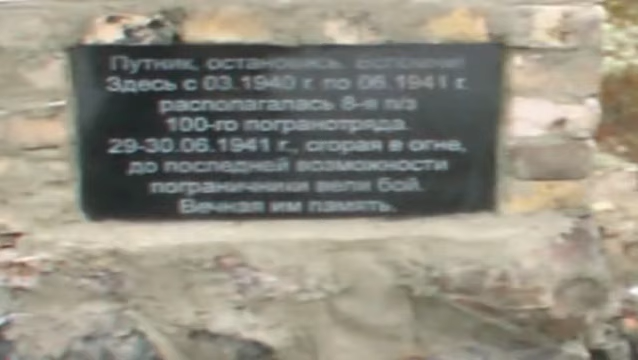 Путник, остановись, вспомни!
Здесь с 03.1940 г. по 06.1941 г.
располагалась 8-я п/з
100-го погранотряда.
29-30.06.1941 г., сгорая в огне,
до последней возможности
пограничники вели бой.
Вечная им память.